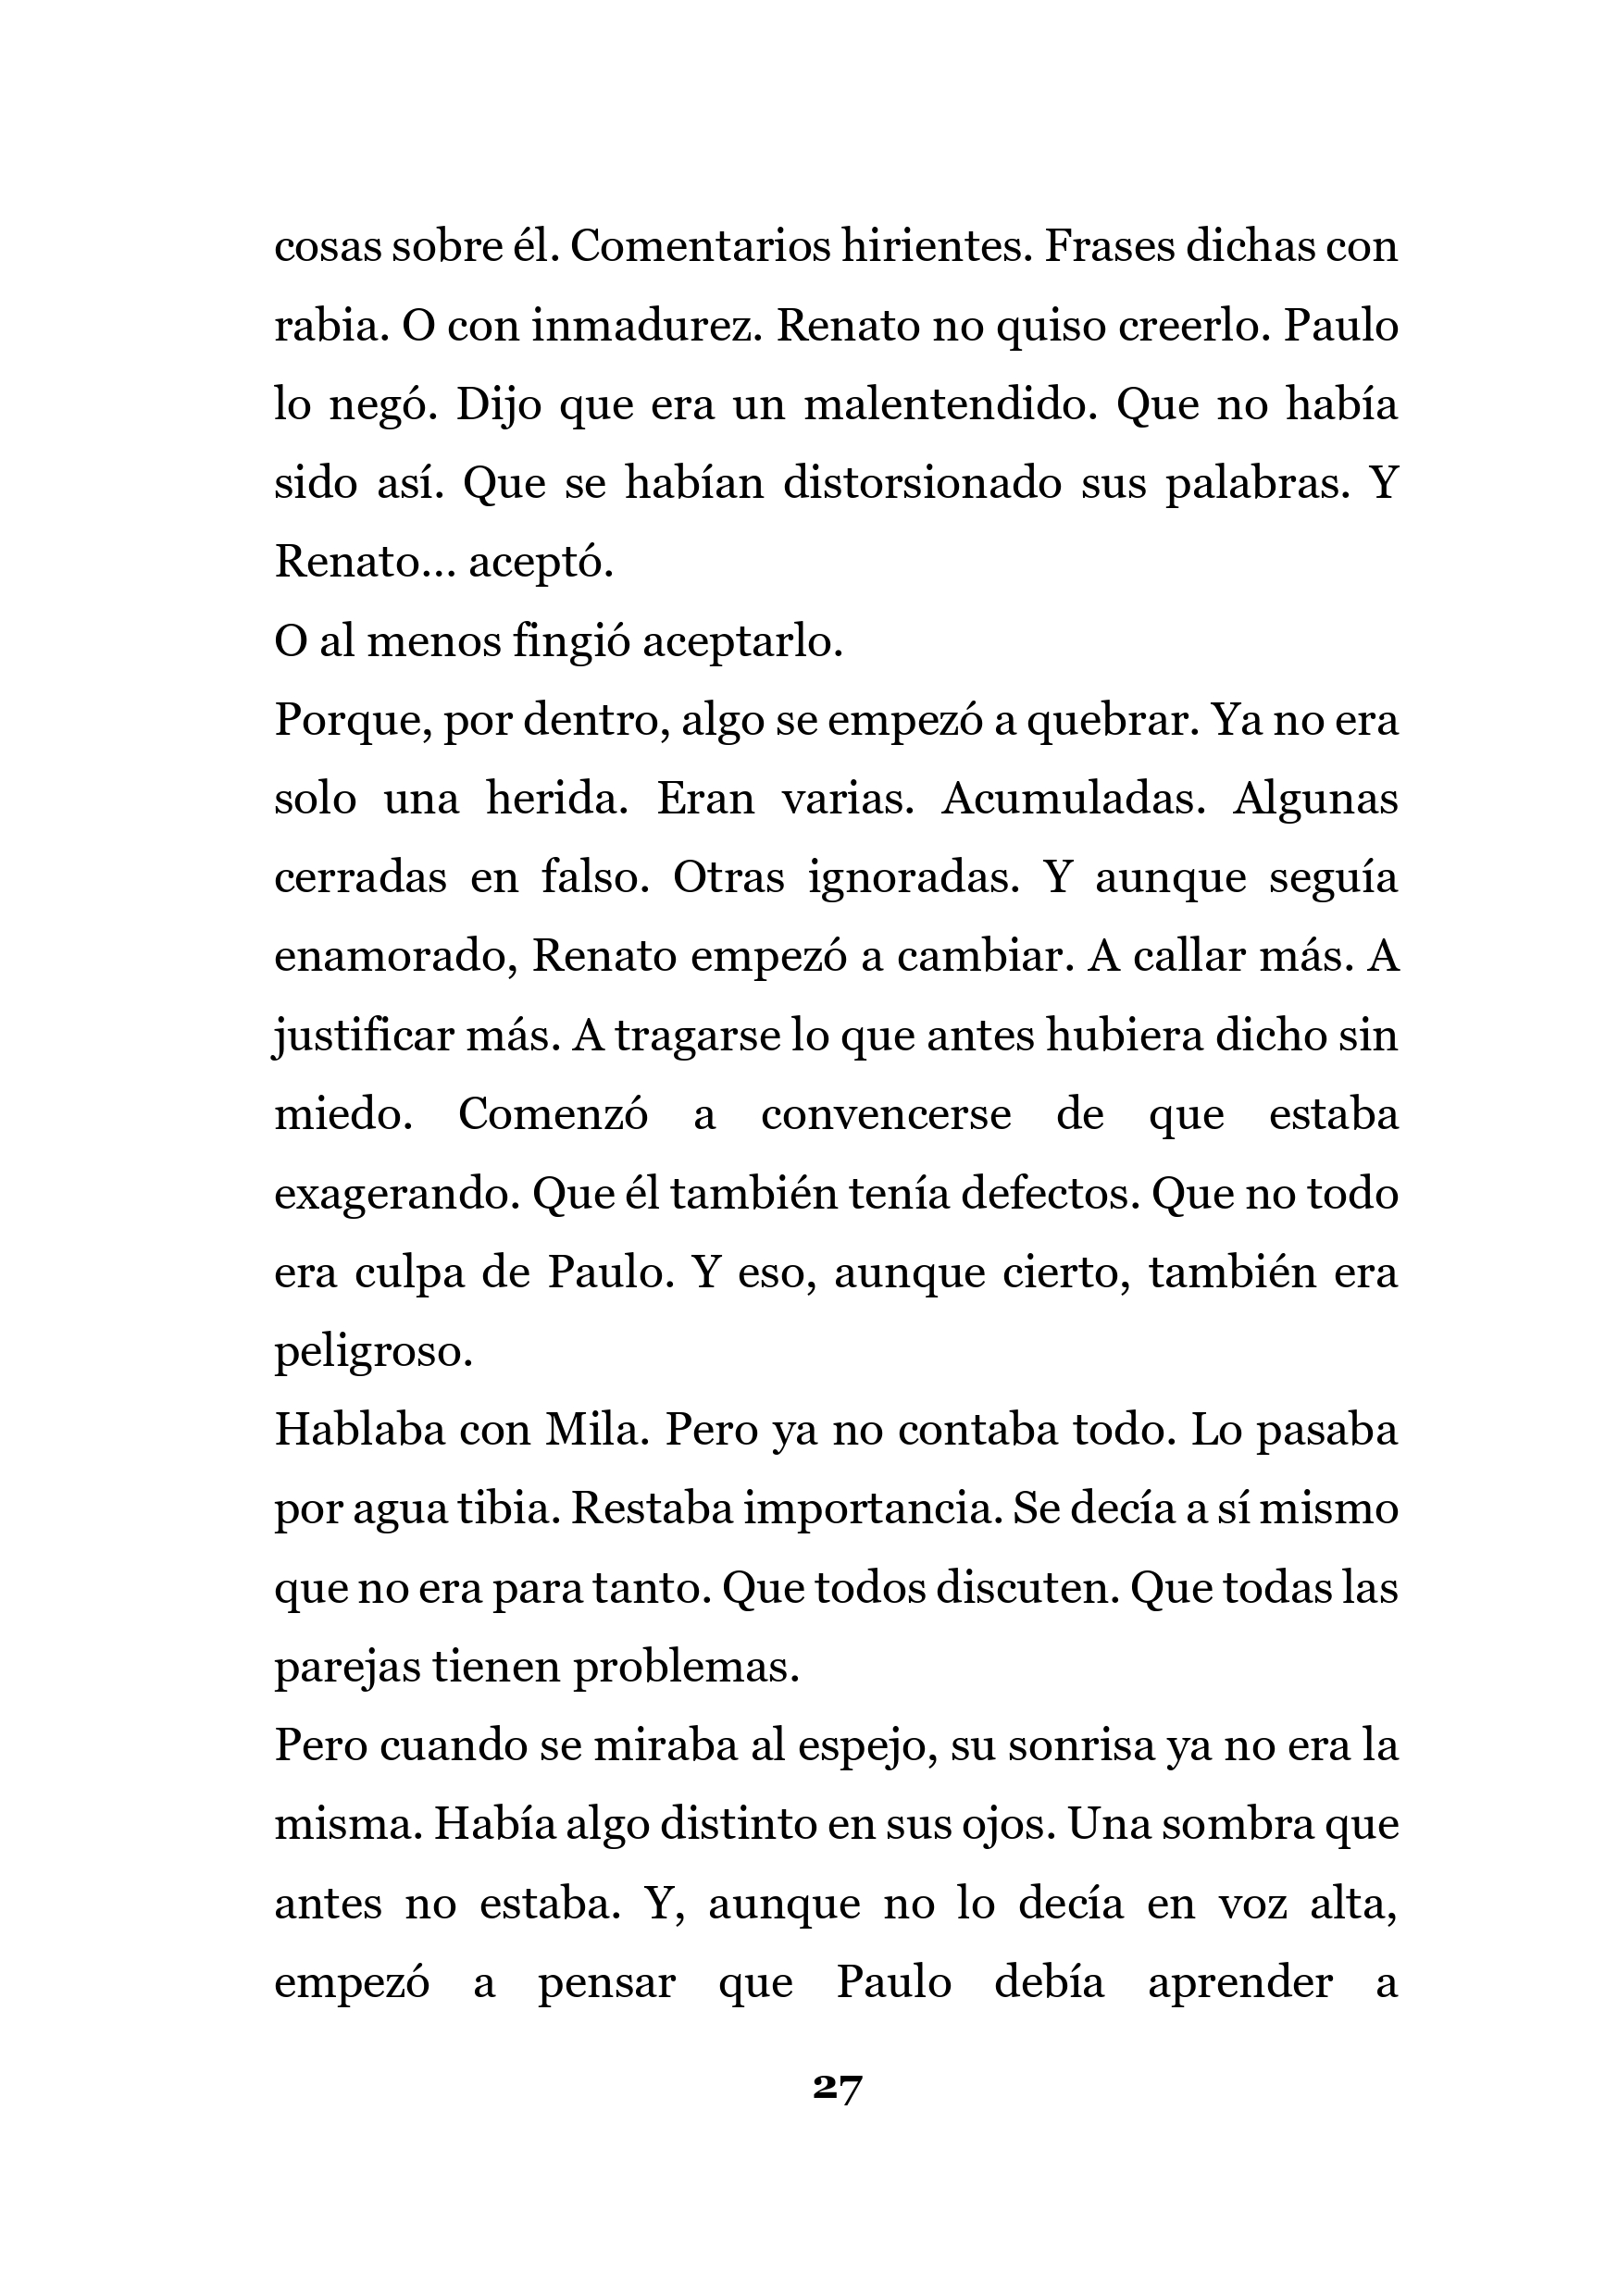 cosas sobre él. Comentarios hirientes. Frases dichas con
rabia. O con inmadurez. Renato no quiso creerlo. Paulo
lo negó. Dijo que era un malentendido. Que no había
sido así. Que se habían distorsionado sus palabras. Y
Renato… aceptó.
O al menos fingió aceptarlo.
Porque, por dentro, algo se empezó a quebrar. Ya no era
solo una herida. Eran varias. Acumuladas. Algunas
cerradas en falso. Otras ignoradas. Y aunque seguía
enamorado, Renato empezó a cambiar. A callar más. A
justificar más. A tragarse lo que antes hubiera dicho sin
miedo. Comenzó a convencerse de que estaba
exagerando. Que él también tenía defectos. Que no todo
era culpa de Paulo. Y eso, aunque cierto, también era
peligroso.
Hablaba con Mila. Pero ya no contaba todo. Lo pasaba
por agua tibia. Restaba importancia. Se decía a sí mismo
que no era para tanto. Que todos discuten. Que todas las
parejas tienen problemas.
Pero cuando se miraba al espejo, su sonrisa ya no era la
misma. Había algo distinto en sus ojos. Una sombra que
antes no estaba. Y, aunque no lo decía en voz alta,
empezó a pensar que Paulo debía aprender a
27